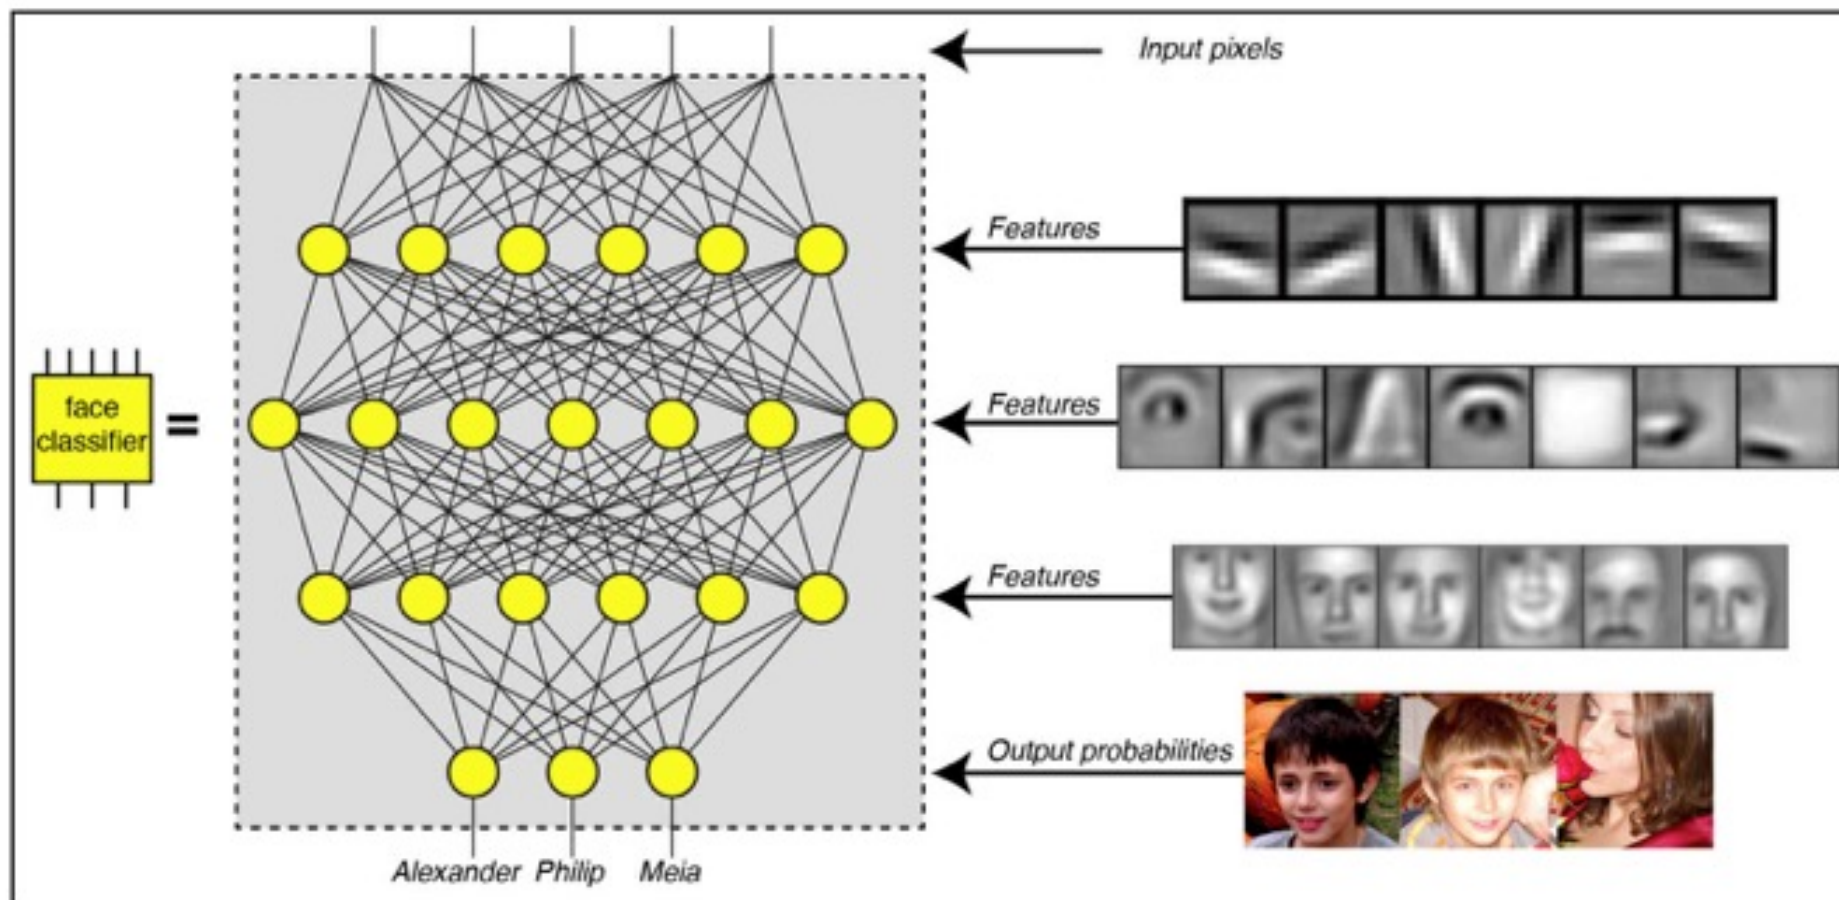 Input pixels
Features
face
classifier
=
Features
Features
Output probabilities
Alexander Philip Meia